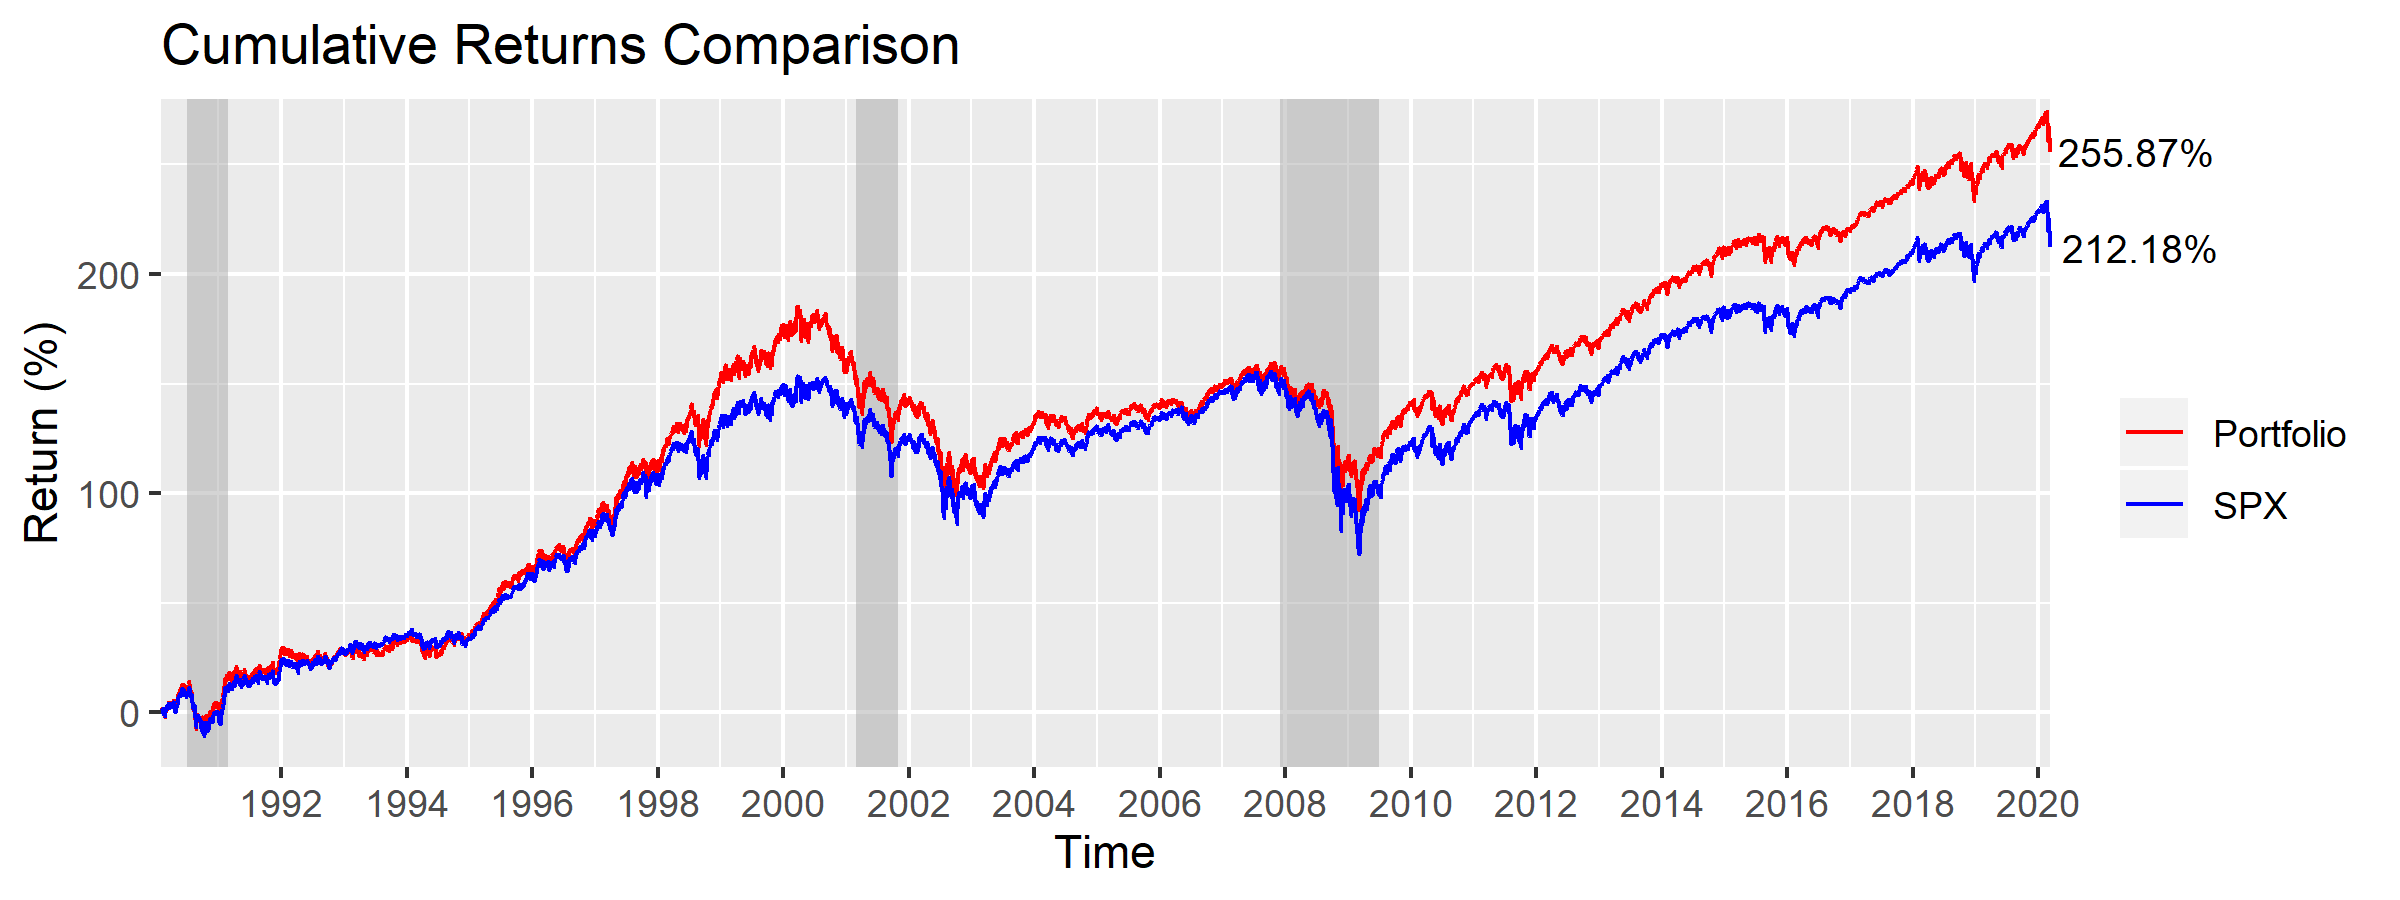 Cumulative Returns Comparison
255.87%
212.18%
200
100
0
Return (%)
Portfolio
SPX
1992 1994 1996 1998 2000 2002 2004 2006 2008 2010 2012 2014 2016 2018 2020
Time